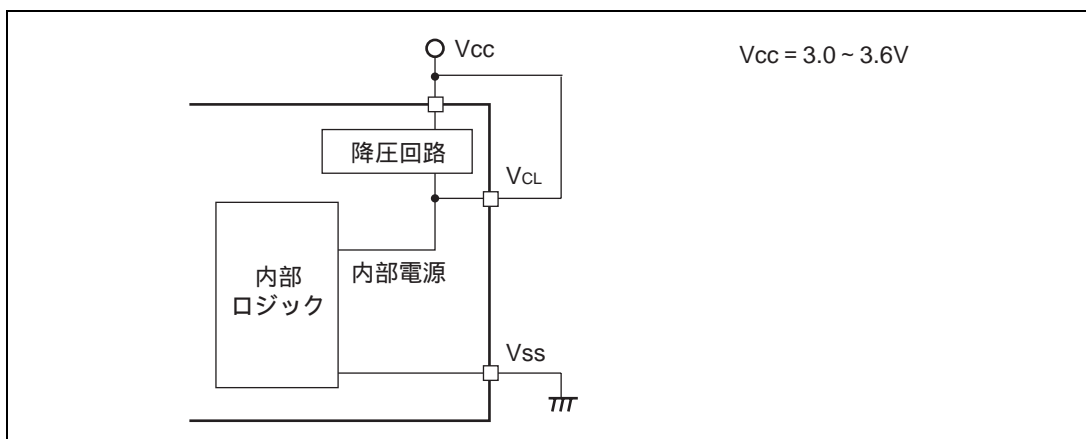 Vcc
Vcc = 3.0 ~ 3.6V
降圧回路
VCL
内部
ロジック
内部電源
Vss